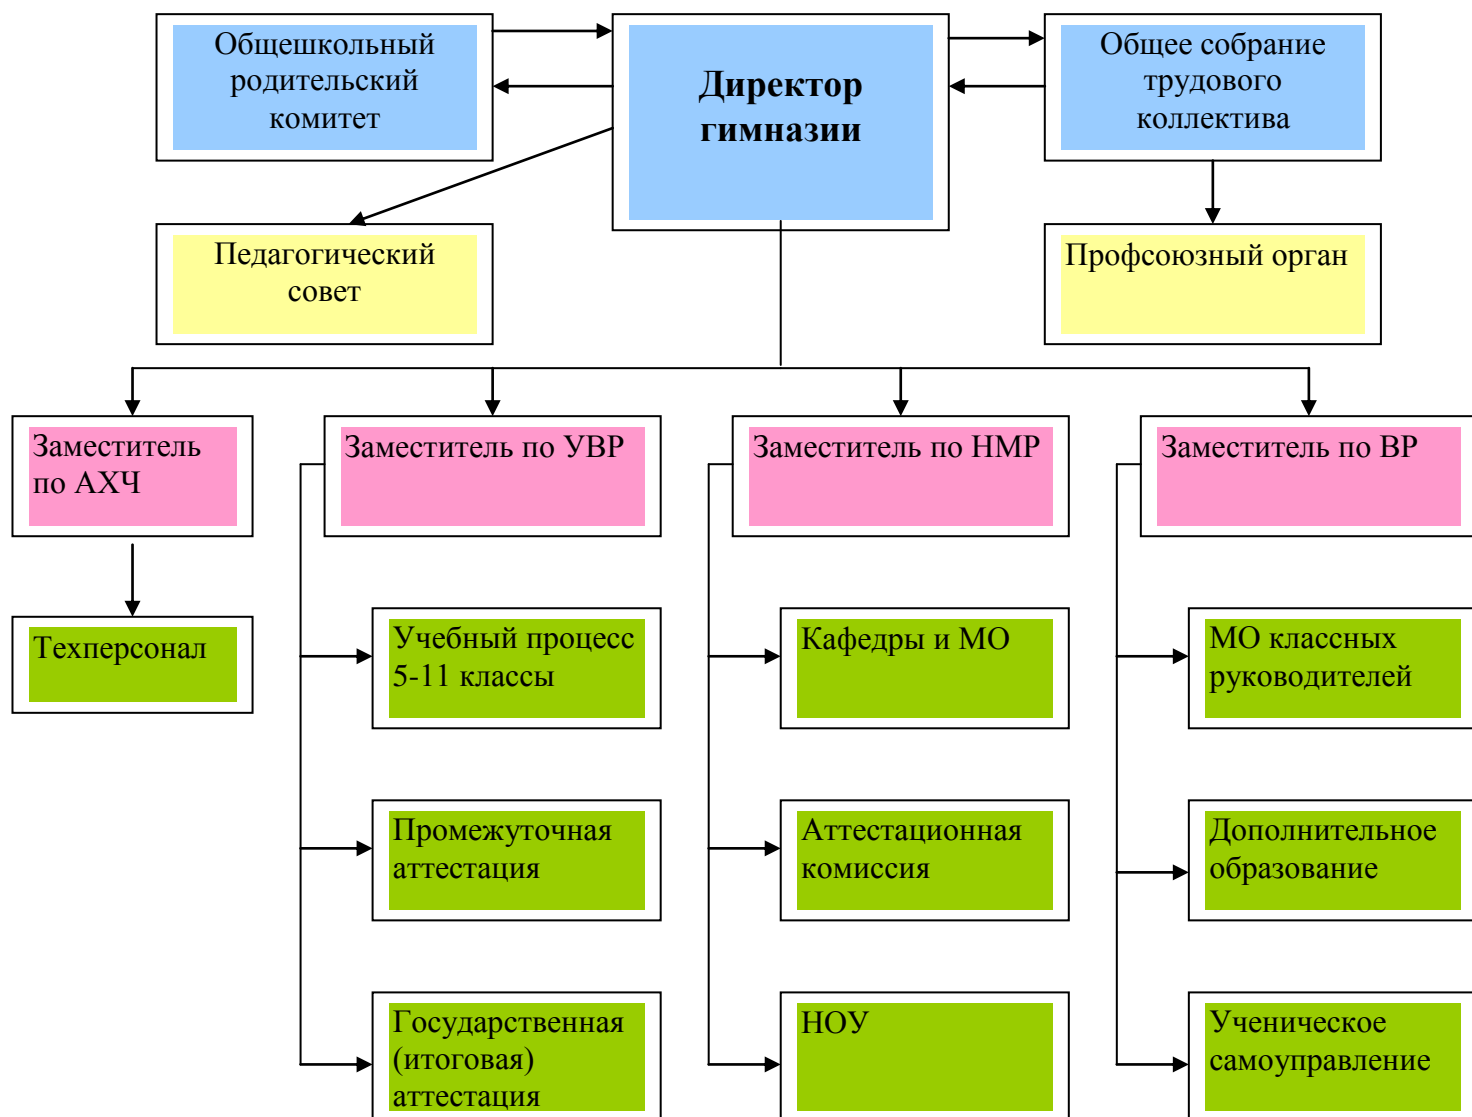 Общешкольный
родительский
комитет
Директор
гимназии
Общее собрание
трудового
коллектива
Педагогический
совет
Профсоюзный орган
Заместитель
по АХЧ
Заместитель по УВР
Заместитель по НМР
Заместитель по ВР
Техперсонал
Учебный процесс
5-11 классы
Кафедры и МО
МО классных
руководителей
Промежуточная
аттестация
Аттестационная
комиссия
Дополнительное
образование
Государственная
(итоговая)
аттестация
НОУ
Ученическое
самоуправление